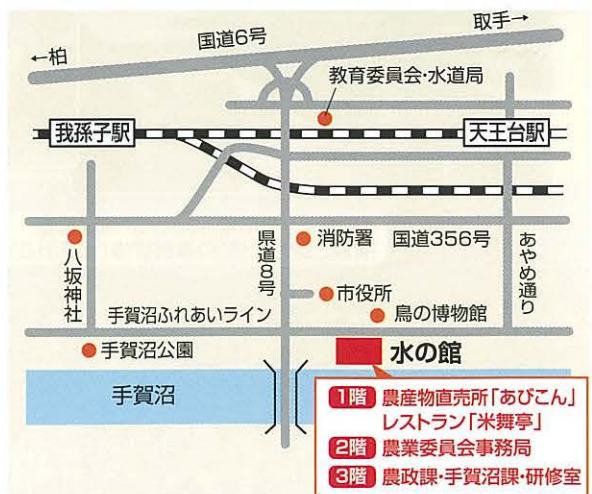 ←柏
国道6号
取手→
教育委員会・水道局
我孫子駅
天王台駅
八坂神社
県道8号
消防署
国道356号
あやめ通り
市役所
手賀沼ふれあいライン
鳥の博物館
手賀沼公園
水の館
手賀沼
1階 農産物直売所「あびこん」
レストラン「米舞亭」
2階 農業委員会事務局
3階 農政課・手賀沼課・研修室